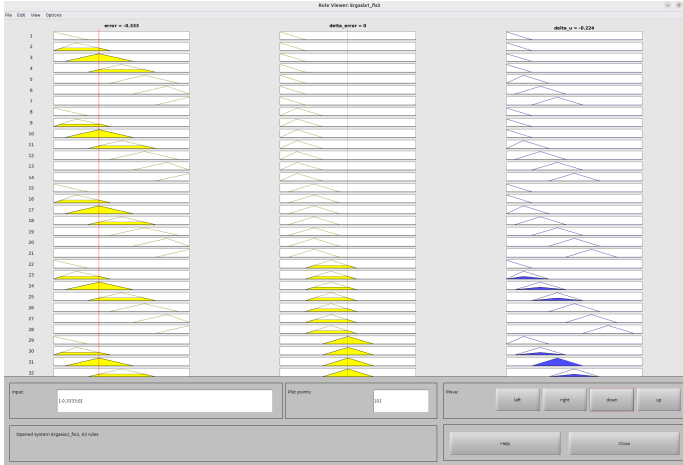 Rule Viewer: Ergasia1_fis3
File Edit View Options
error = -0.333
delta_error = 0
delta_u = -0.224
1
2
3
4
5
6
7
8
9
10
11
12
13
14
15
16
17
18
19
20
21
22
23
24
25
26
27
28
29
30
31
32
Input:
[-0.3333;0]
Plot points:
101
Move:
left
right
down
up
Opened system Ergasia1_fis3, 63 rules
Help
Close